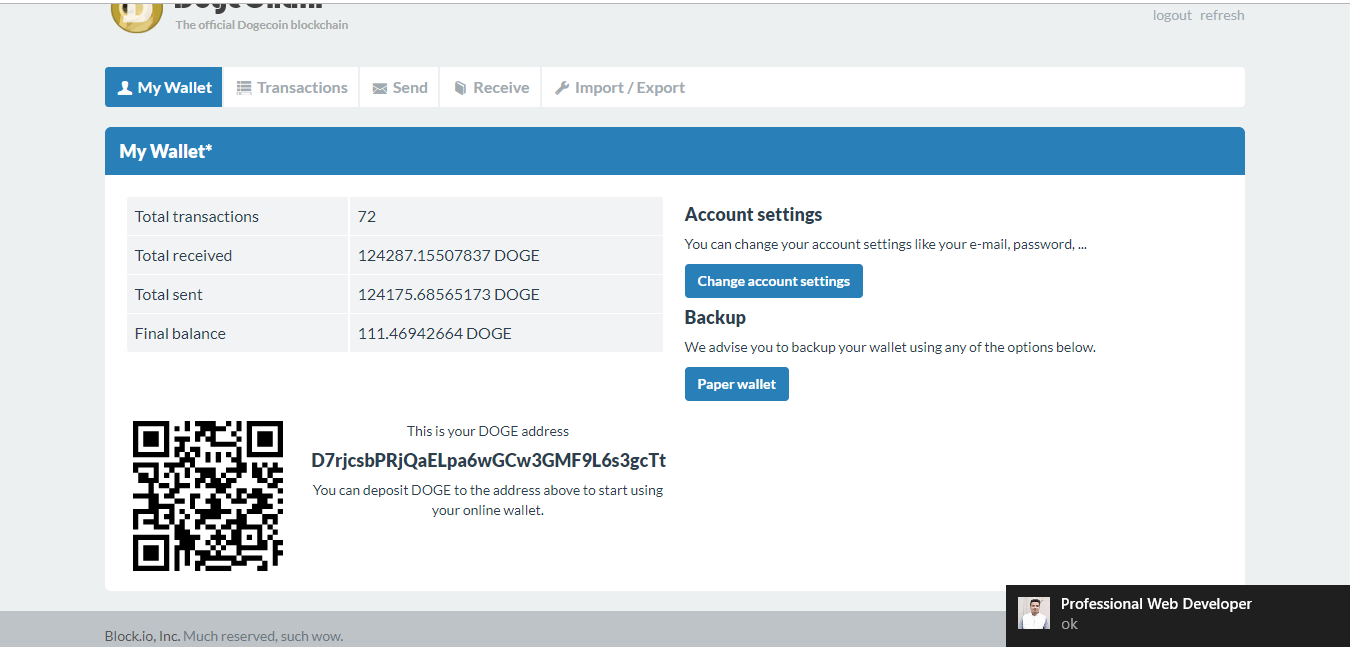 The official Dogecoin blockchain
logout refresh
My Wallet Transactions Send Receive Import / Export
My Wallet*
Total transactions 72
Total received 124287.15507837 DOGE
Total sent 124175.68565173 DOGE
Final balance 111.46942664 DOGE
Account settings
You can change your account settings like your e-mail, password, ...
Change account settings
Backup
We advise you to backup your wallet using any of the options below.
Paper wallet
This is your DOGE address
D7rjcsbPRjQaELpa6wGCw3GMF9L6s3gcTt
You can deposit DOGE to the address above to start using
your online wallet.
Professional Web Developer
ok
Block.io, Inc. Much reserved, such wow.